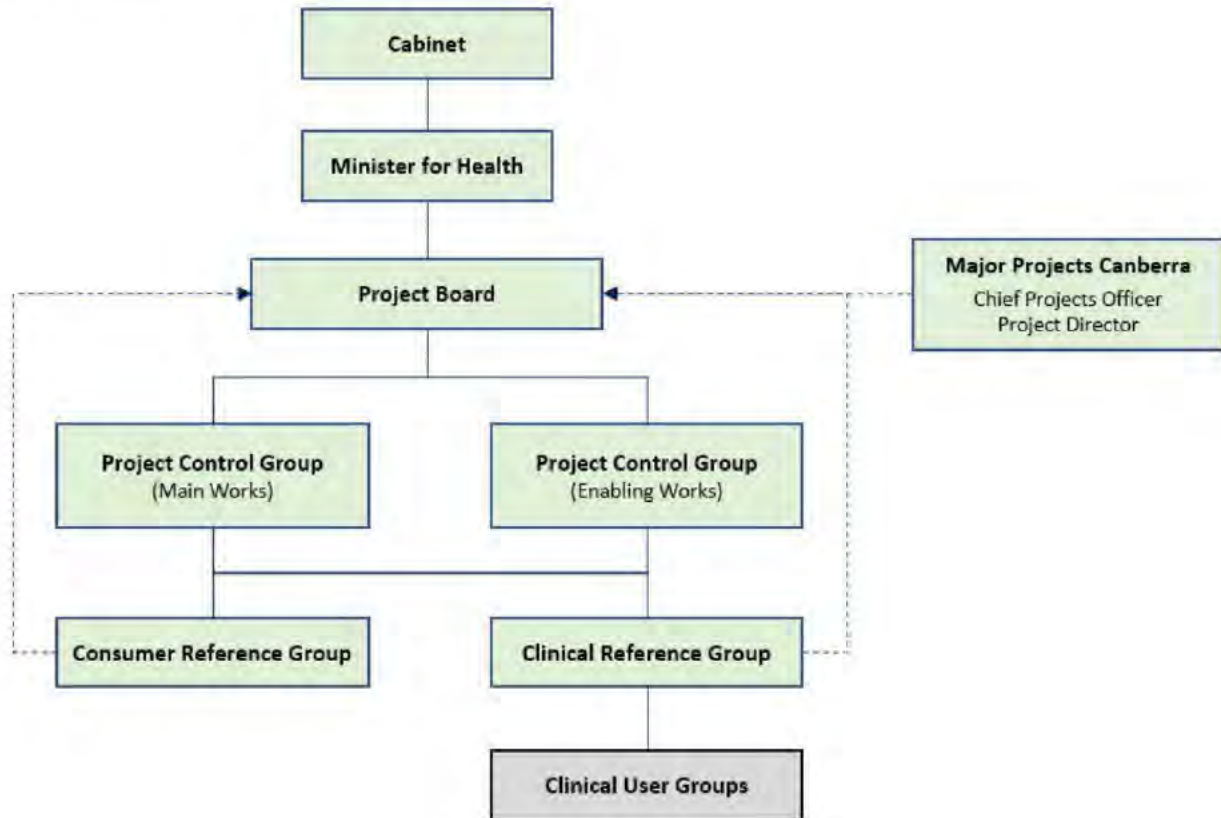 Cabinet
Minister for Health
Project Board
Major Projects Canberra
Chief Projects Officer
Project Director
Project Control Group
(Main Works)
Project Control Group
(Enabling Works)
Consumer Reference Group
Clinical Reference Group
Clinical User Groups